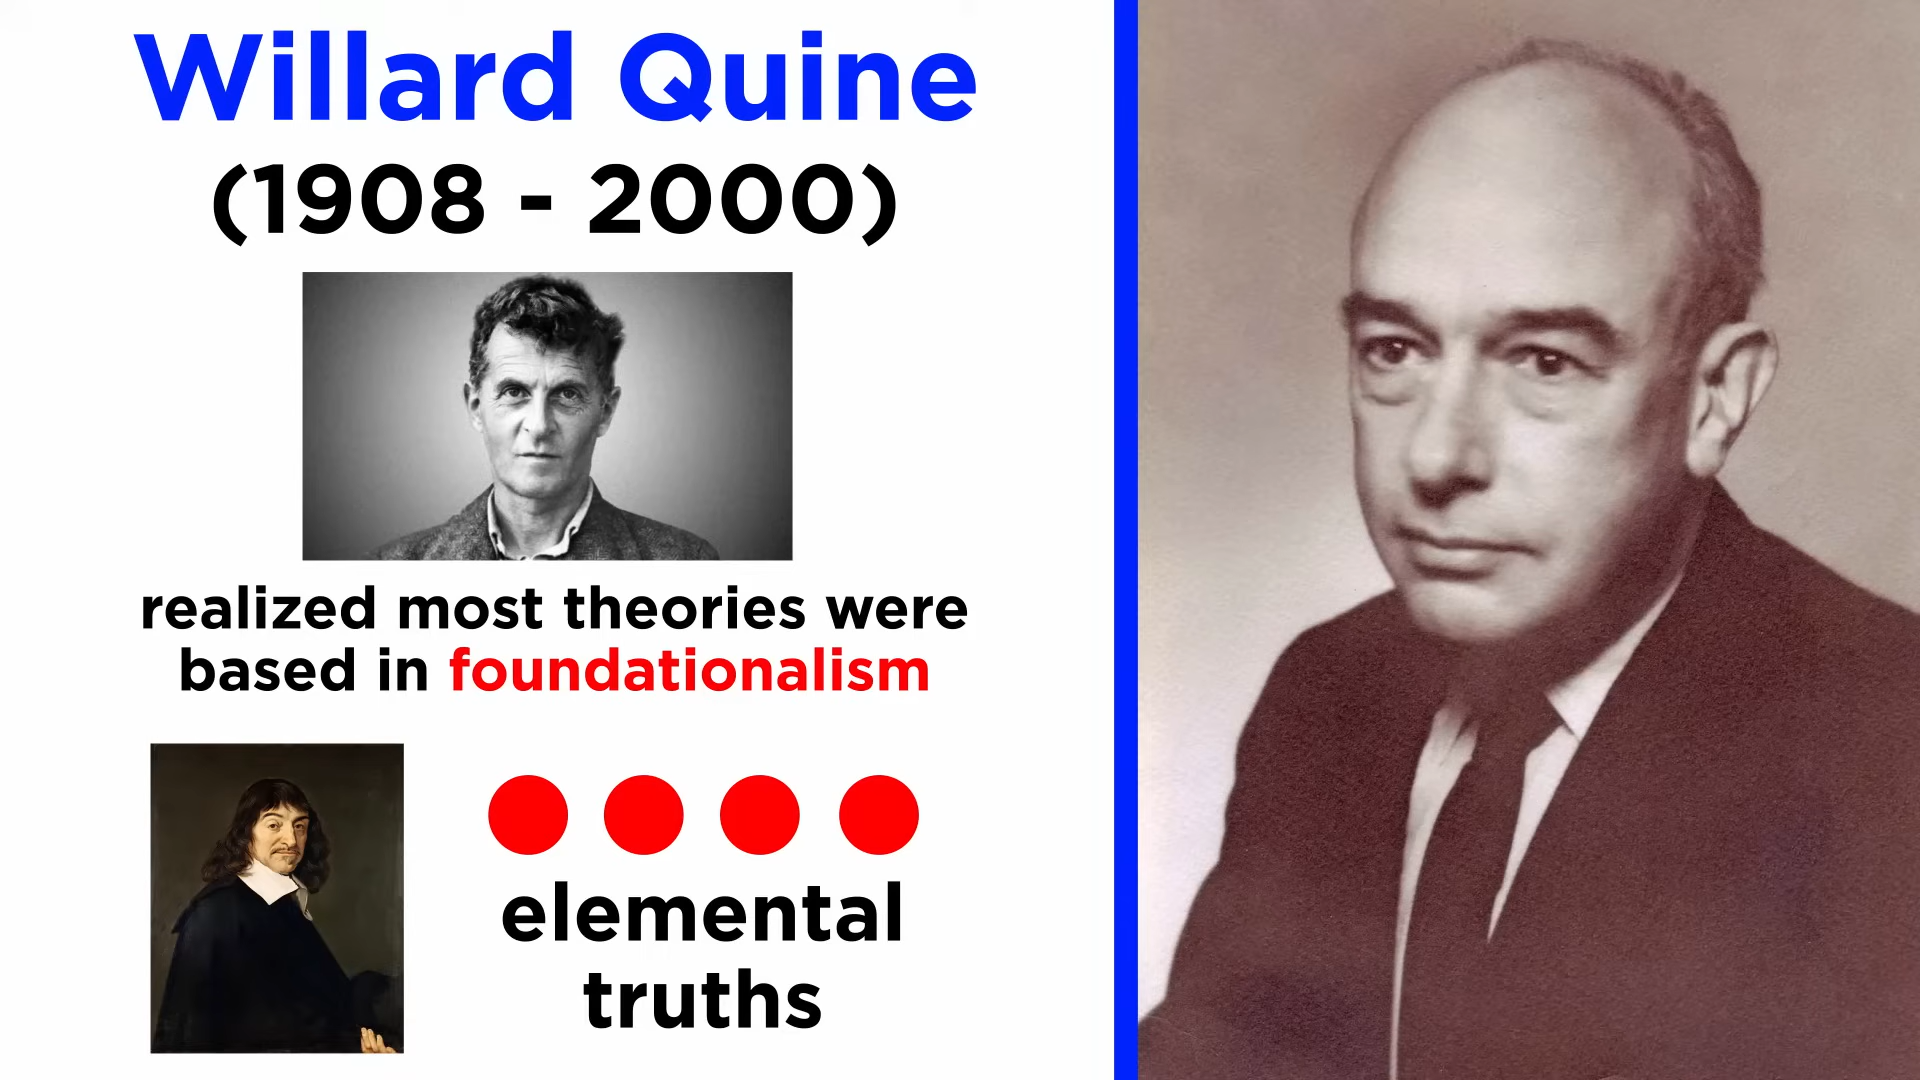 Willard Quine
(1908 - 2000)
realized most theories were
based in foundationalism
elemental
truths